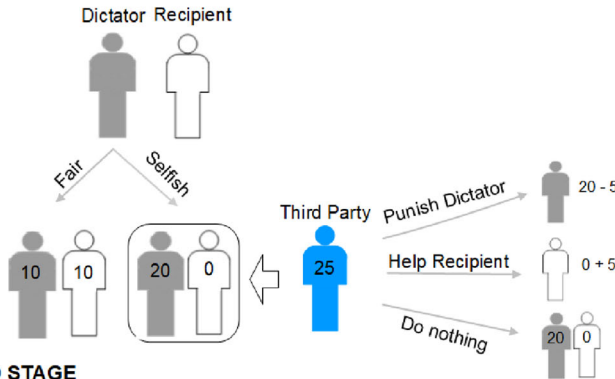 Dictator Recipient
Fair
Selfish
Third Party
Punish Dictator
20 - 5
10
10
20
0
25
Help Recipient
0 + 5
Do nothing
20
0
STAGE